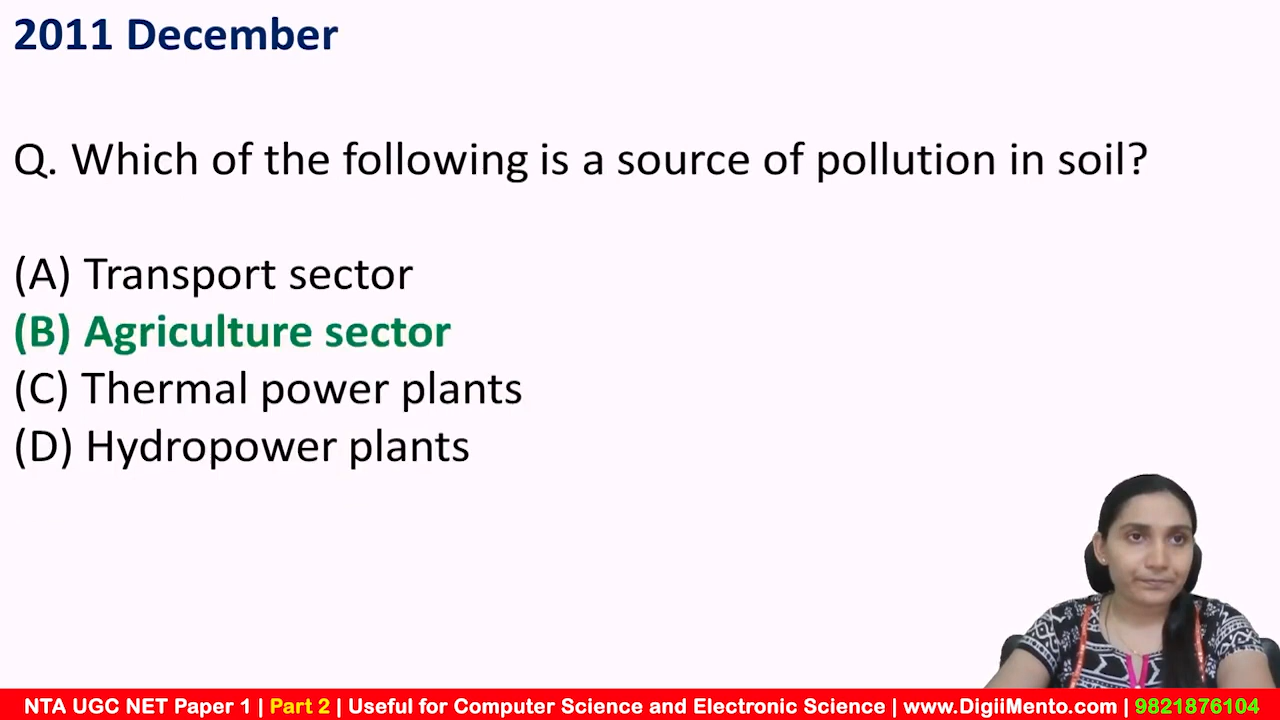 2011 December
Q. Which of the following is a source of pollution in soil?
(A) Transport sector
(B) Agriculture sector
(C) Thermal power plants
(D) Hydropower plants
NTA UGC NET Paper 1 | Part 2 | Useful for Computer Science and Electronic Science | www.DigiiMento.com | 9821876104